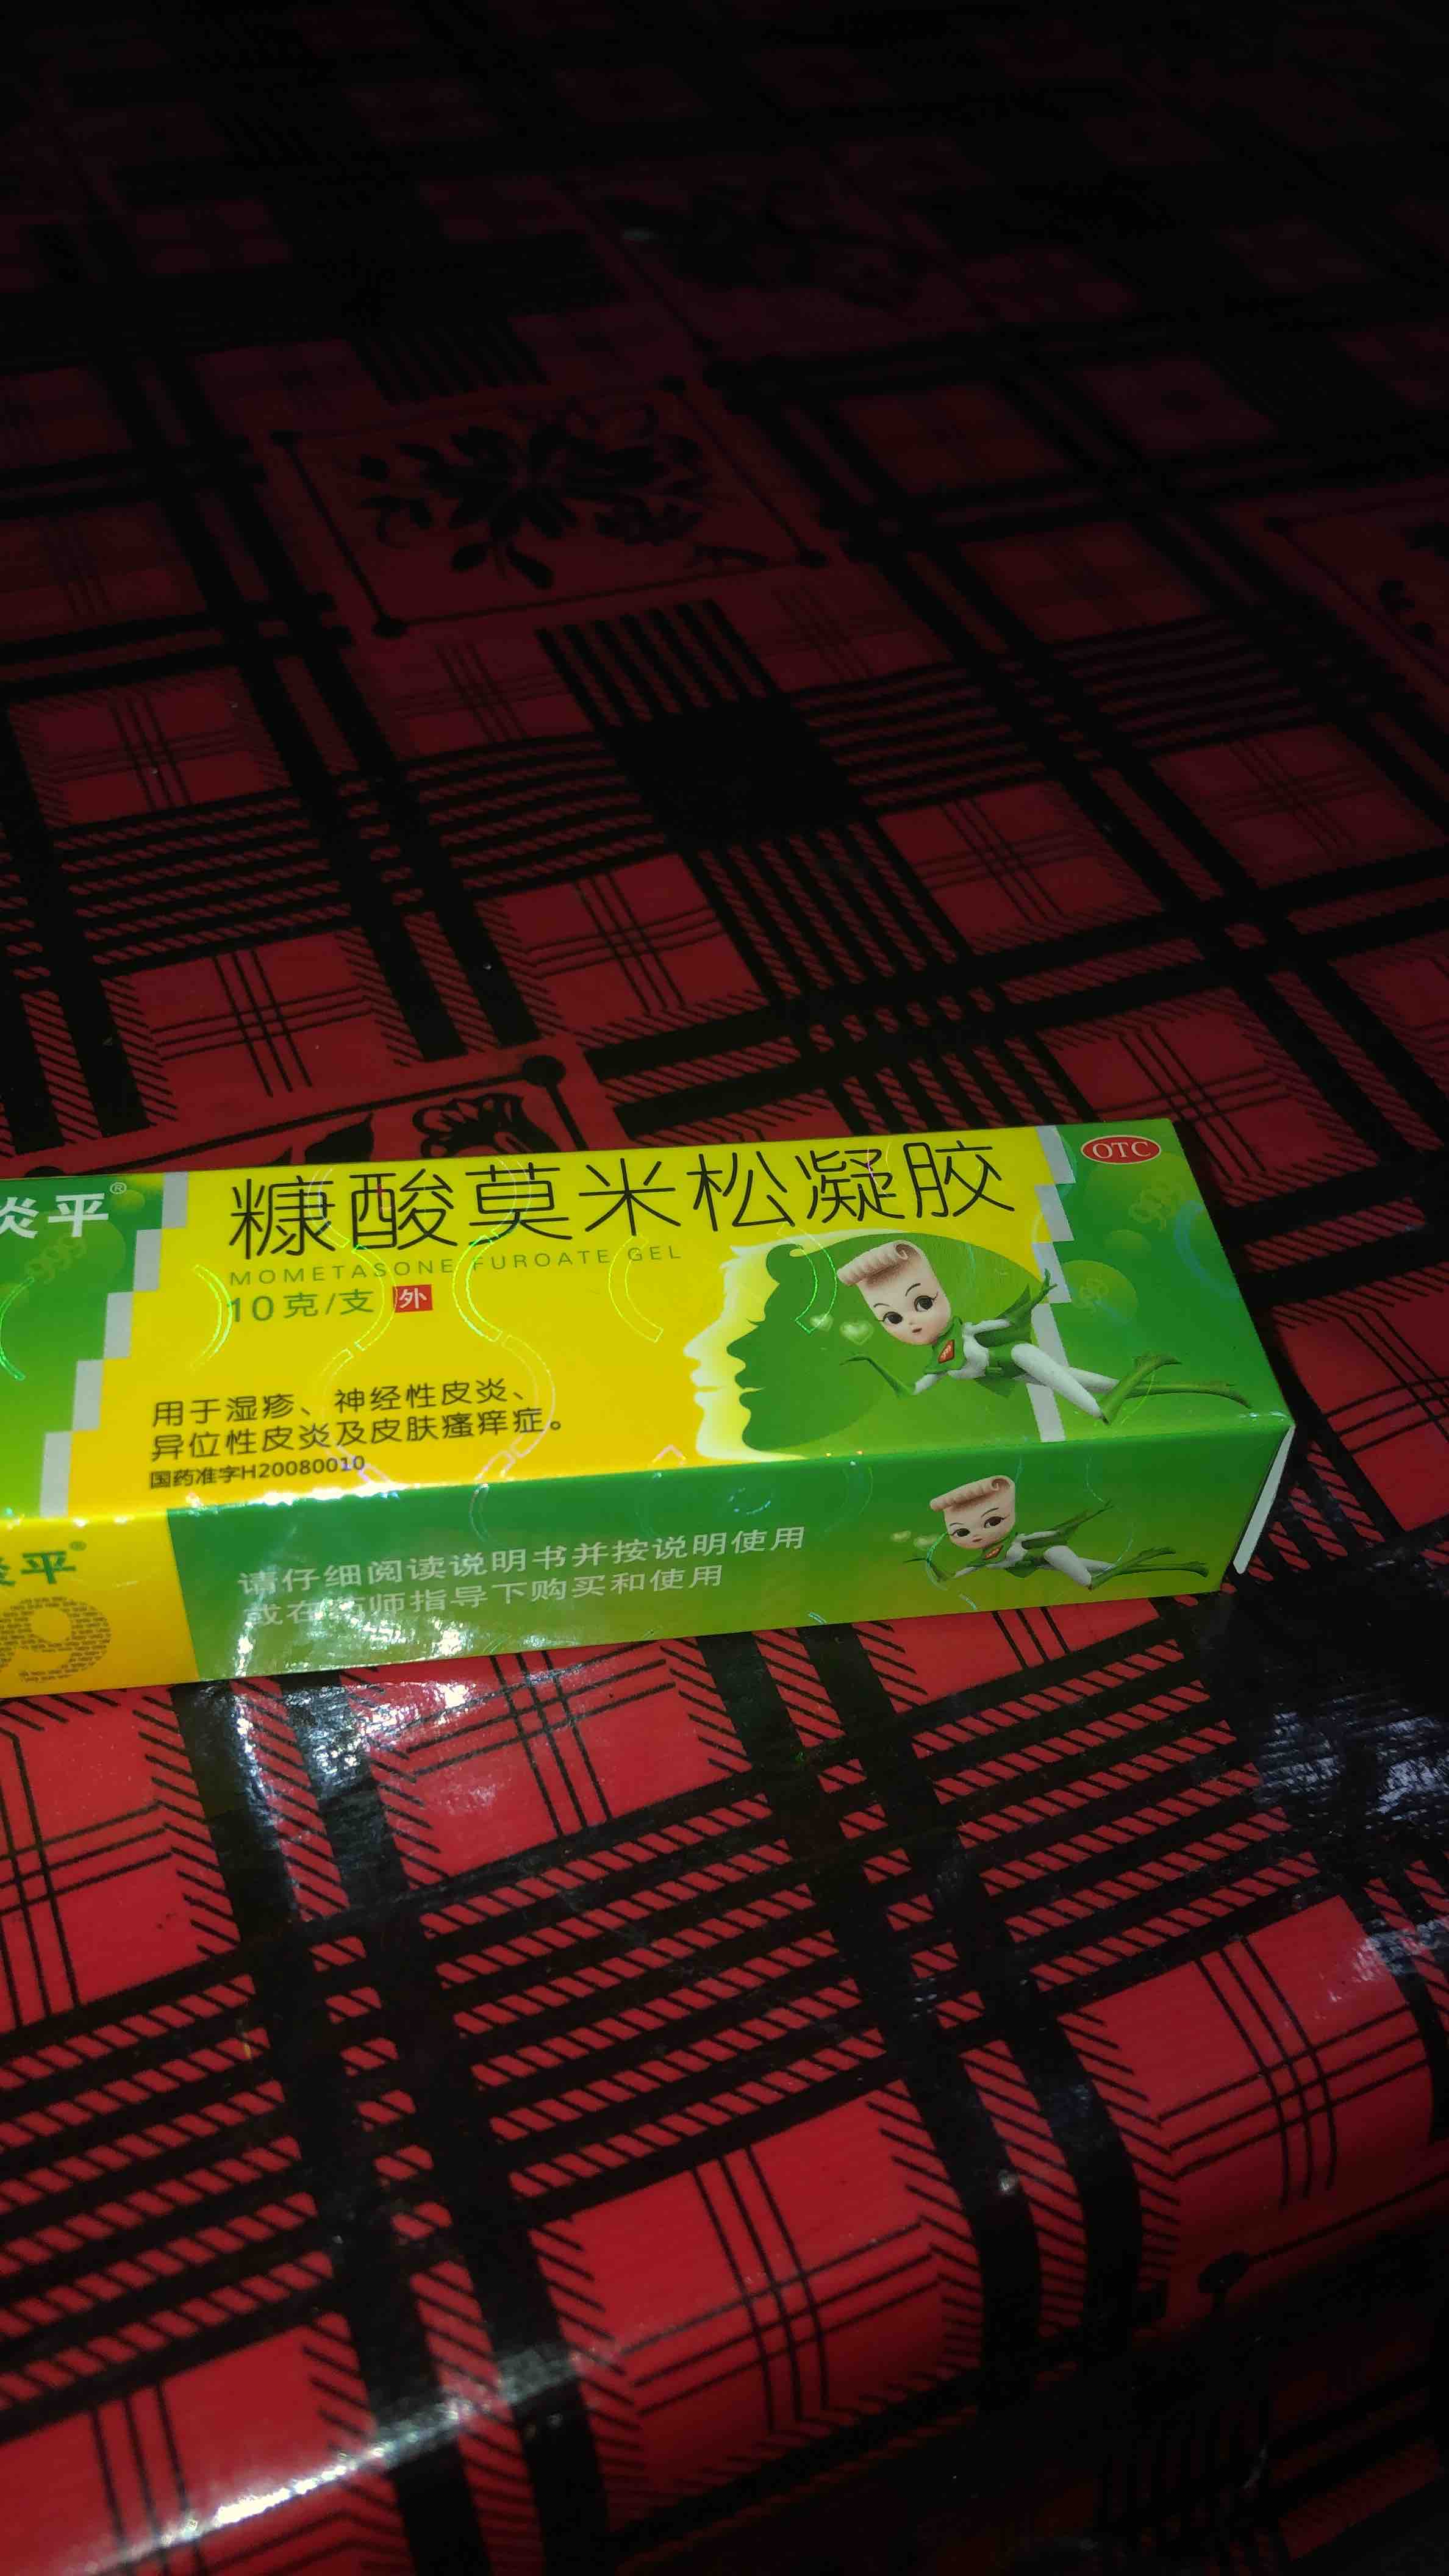 炎平®
糠酸莫米松凝胶
OTC
MOMETASONE FUROATE GEL
10克/支 外
用于湿疹、神经性皮炎、
异位性皮炎及皮肤瘙痒症。
国药准字H20080010
炎平®
请仔细阅读说明书并按说明使用
或在药师指导下购买和使用
9